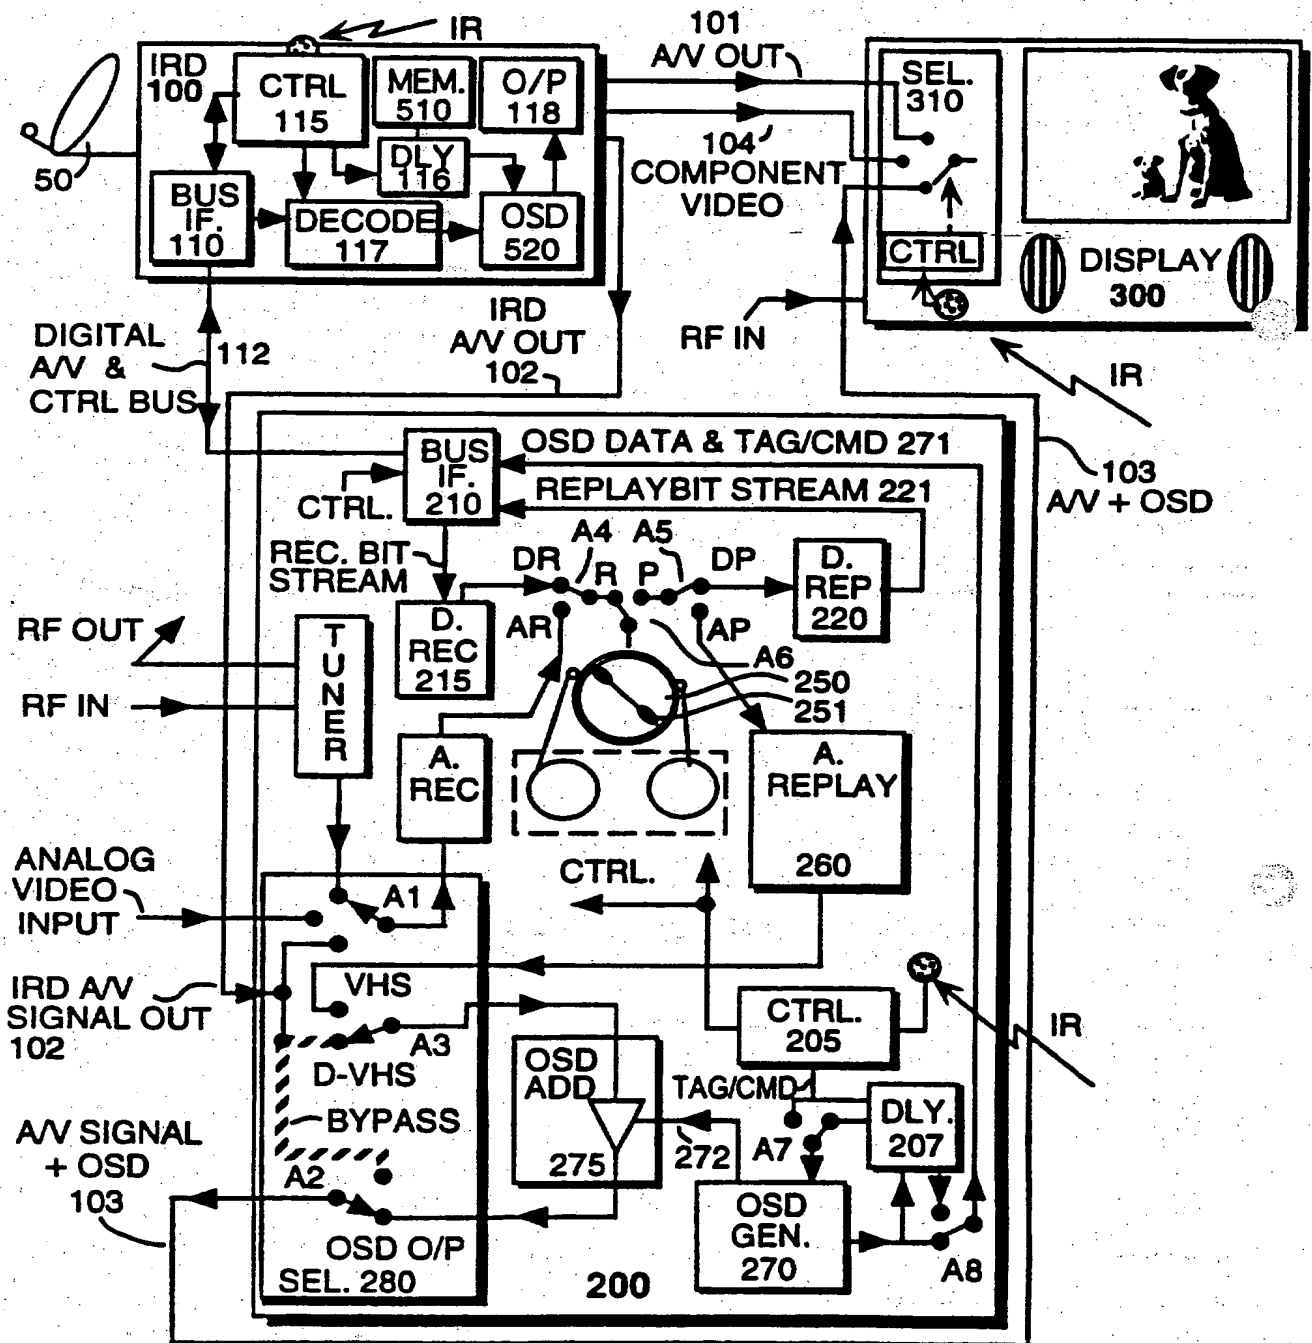 IR
101
A/V OUT
IRD
100
CTRL
115
MEM.
510
O/P
118
SEL.
310
50
BUS
IF.
110
DLY
116
DECODE
117
OSD
520
104
COMPONENT
VIDEO
CTRL
DISPLAY
300
RF IN
IR
DIGITAL
A/V &
CTRL BUS
112
IRD
A/V OUT
102
BUS
IF.
210
CTRL.
OSD DATA & TAG/CMD 271
REPLAYBIT STREAM 221
103
A/V + OSD
REC. BIT
STREAM
DR
A4
R
A5
P
DP
D.
REP
220
AR
AP
A6
250
251
D.
REC
215
RF OUT
RF IN
TUNER
A.
REC
A.
REPLAY
260
ANALOG
VIDEO
INPUT
A1
CTRL.
IRD A/V
SIGNAL OUT
102
VHS
A3
D-VHS
BYPASS
CTRL.
205
IR
OSD
ADD
275
TAG/CMD
272
A7
DLY.
207
A/V SIGNAL
+ OSD
103
A2
OSD O/P
SEL. 280
200
OSD
GEN.
270
A8